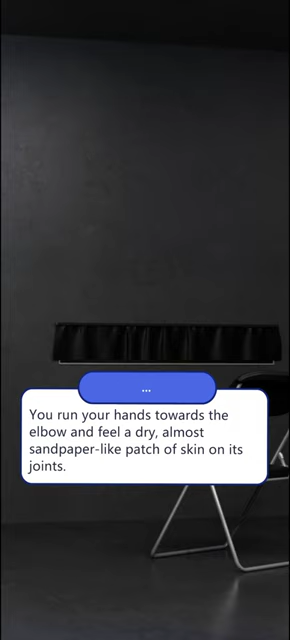 ...
You run your hands towards the
elbow and feel a dry, almost
sandpaper-like patch of skin on its
joints.